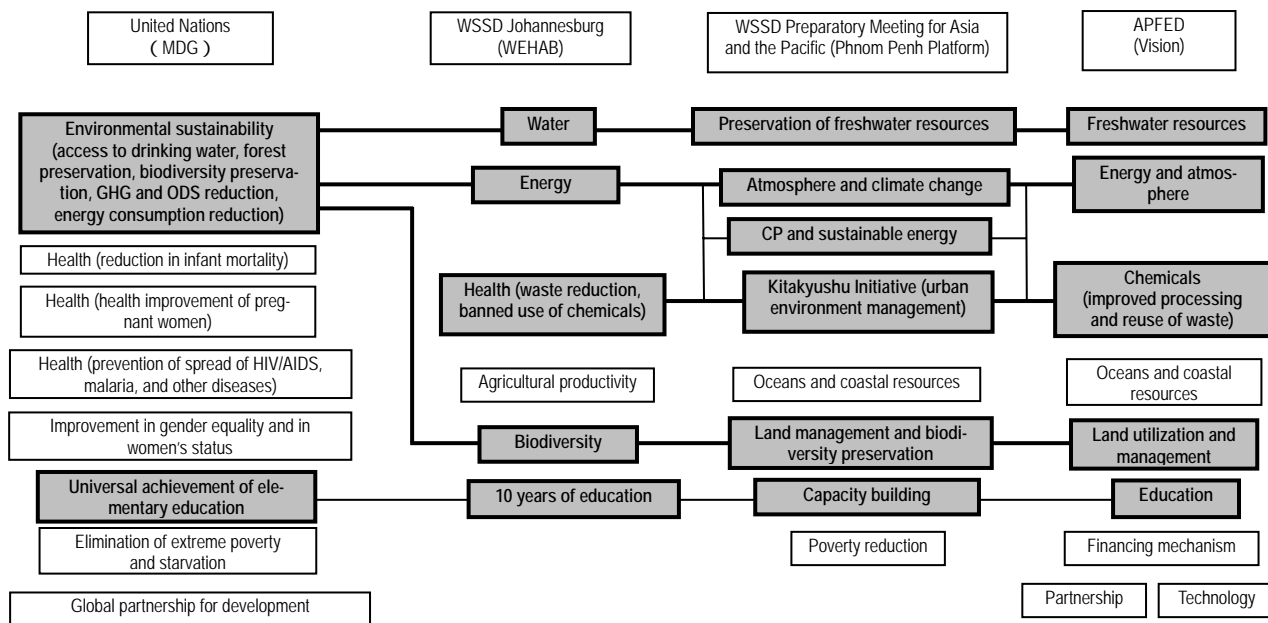 United Nations
( MDG )
WSSD Johannesburg
(WEHAB)
WSSD Preparatory Meeting for Asia
and the Pacific (Phnom Penh Platform)
APFED
(Vision)
Environmental sustainability
(access to drinking water, forest
preservation, biodiversity preserva-
tion, GHG and ODS reduction,
energy consumption reduction)
Water
Preservation of freshwater resources
Freshwater resources
Energy
Atmosphere and climate change
Energy and atmos-
phere
CP and sustainable energy
Health (reduction in infant mortality)
Health (health improvement of preg-
nant women)
Health (waste reduction,
banned use of chemicals)
Kitakyushu Initiative (urban
environment management)
Chemicals
(improved processing
and reuse of waste)
Health (prevention of spread of HIV/AIDS,
malaria, and other diseases)
Agricultural productivity
Oceans and coastal resources
Oceans and coastal
resources
Improvement in gender equality and in
women's status
Biodiversity
Land management and biodi-
versity preservation
Land utilization and
management
Universal achievement of ele-
mentary education
10 years of education
Capacity building
Education
Elimination of extreme poverty
and starvation
Poverty reduction
Financing mechanism
Global partnership for development
Partnership
Technology